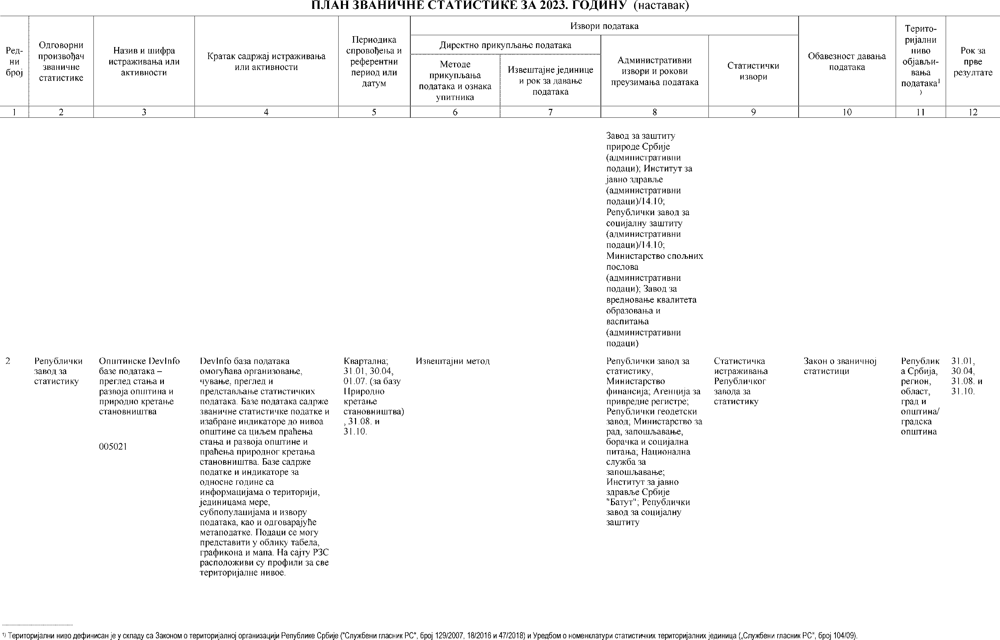 ПЛАН ЗВАНИЧНЕ СТАТИСТИКЕ ЗА 2023. ГОДИНУ (наставак)
Ред-
ни
број
Одговорни
произвођач
званичне
статистике
Назив и шифра
истраживања или
активности
Кратак садржај истраживања
или активности
Периодика
спровођења и
референтни
период или
датум
Извори података
Директно прикупљање података
Методе
прикупљања
података и ознака
упитника
Извештајне јединице
и рок за давање
података
Административни
извори и рокови
преузимања података
Статистички
извори
Обавезност давања
података
Терито-
ријални
ниво
објављи-
вања
података¹
)
Рок за
прве
резултате
1 2 3 4 5 6 7 8 9 10 11 12
Завод за заштиту
природе Србије
(административни
подаци); Институт за
јавно здравље
(административни
подаци)/14.10;
Републички завод за
социјалну заштиту
(административни
подаци)/14.10;
Министарство спољних
послова
(административни
подаци); Завод за
вредновање квалитета
образовања и
васпитања
(административни
подаци)
2
Републички
завод за
статистику
Општинске DevInfo
базе података –
преглед стања и
развоја општина и
природно кретање
становништва
005021
DevInfo база података
омогућава организовање,
чување, преглед и
представљање статистичких
података. Базе података садрже
званичне статистичке податке и
изабране индикаторе до нивоа
општине са циљем праћења
стања и развоја општине и
праћења природног кретања
становништва. Базе садрже
податке и индикаторе за
односне године са
информацијама о територији,
јединицама мере,
субпопулацијама и извору
података, као и одговарајуће
метаподатке. Подаци се могу
представити у облику табела,
графикона и мапа. На сајту РЗС
расположиви су профили за све
територијалне нивое.
Квартална;
31.01, 30.04,
01.07. (за базу
Природно
кретање
становништва)
, 31.08. и
31.10.
Извештајни метод
Републички завод за
статистику,
Министарство
финансија; Агенција за
привредне регистре;
Републички геодетски
завод; Министарство за
рад, запошљавање,
борачка и социјална
питања; Национална
служба за
запошљавање;
Институт за јавно
здравље Србије
"Батут"; Републички
завод за социјалну
заштиту
Статистичка
истраживања
Републичког
завода за
статистику
Закон о званичној
статистици
Републик
а Србија,
регион,
област,
град и
општина/
градска
општина
31.01,
30.04,
31.08. и
31.10.
¹⁾ Територијални ниво дефинисан је у складу са Законом о територијалној организацији Републике Србије ("Службени гласник РС", број 129/2007, 18/2016 и 47/2018) и Уредбом о номенклатури статистичких територијалних јединица („Службени гласник РС", број 104/09).